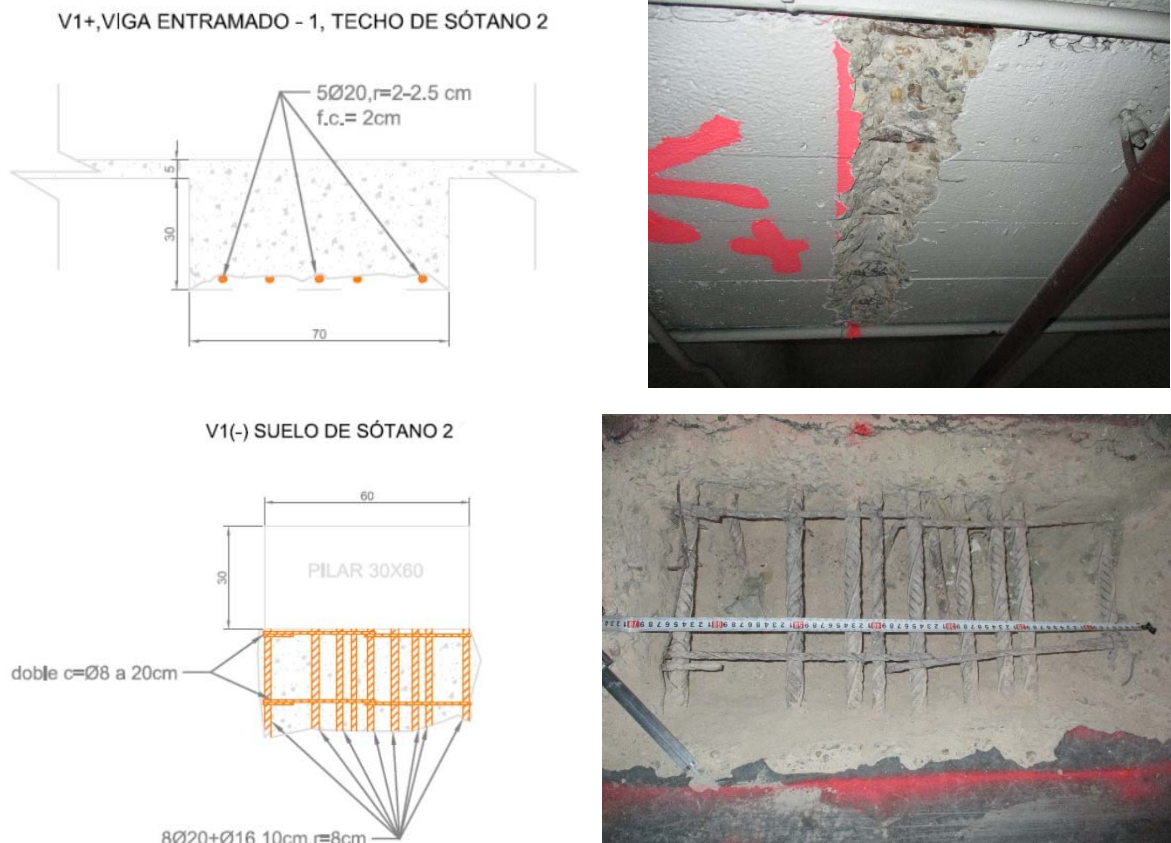 V1+,VIGA ENTRAMADO - 1, TECHO DE SÓTANO 2
5Ø20,r=2-2.5 cm
f.c.= 2cm
5
30
70
V1(-) SUELO DE SÓTANO 2
60
30
PILAR 30X60
doble c=Ø8 a 20cm
8Ø20+Ø16 10cm r=8cm